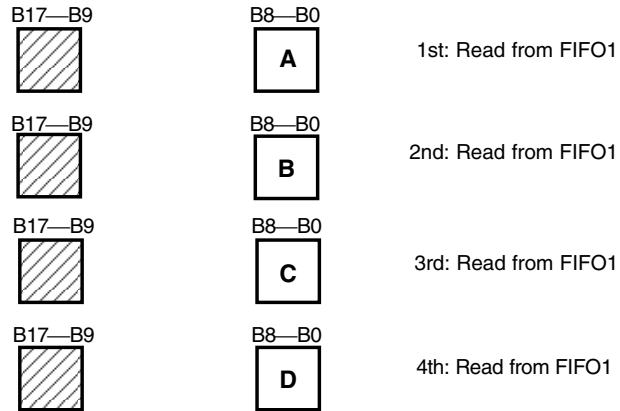 B17—B9 B8—B0
A 1st: Read from FIFO1
B17—B9 B8—B0
B 2nd: Read from FIFO1
B17—B9 B8—B0
C 3rd: Read from FIFO1
B17—B9 B8—B0
D 4th: Read from FIFO1